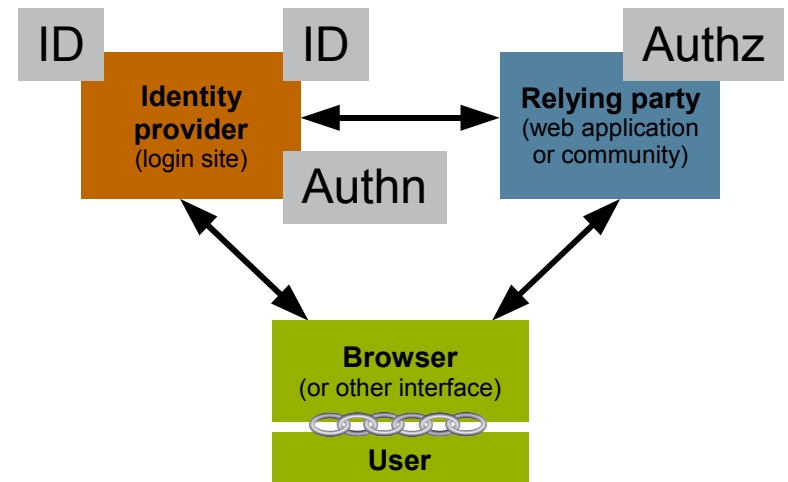 ID
ID
Authz
Identity
provider
(login site)
Relying party
(web application
or community)
Authn
Browser
(or other interface)
User